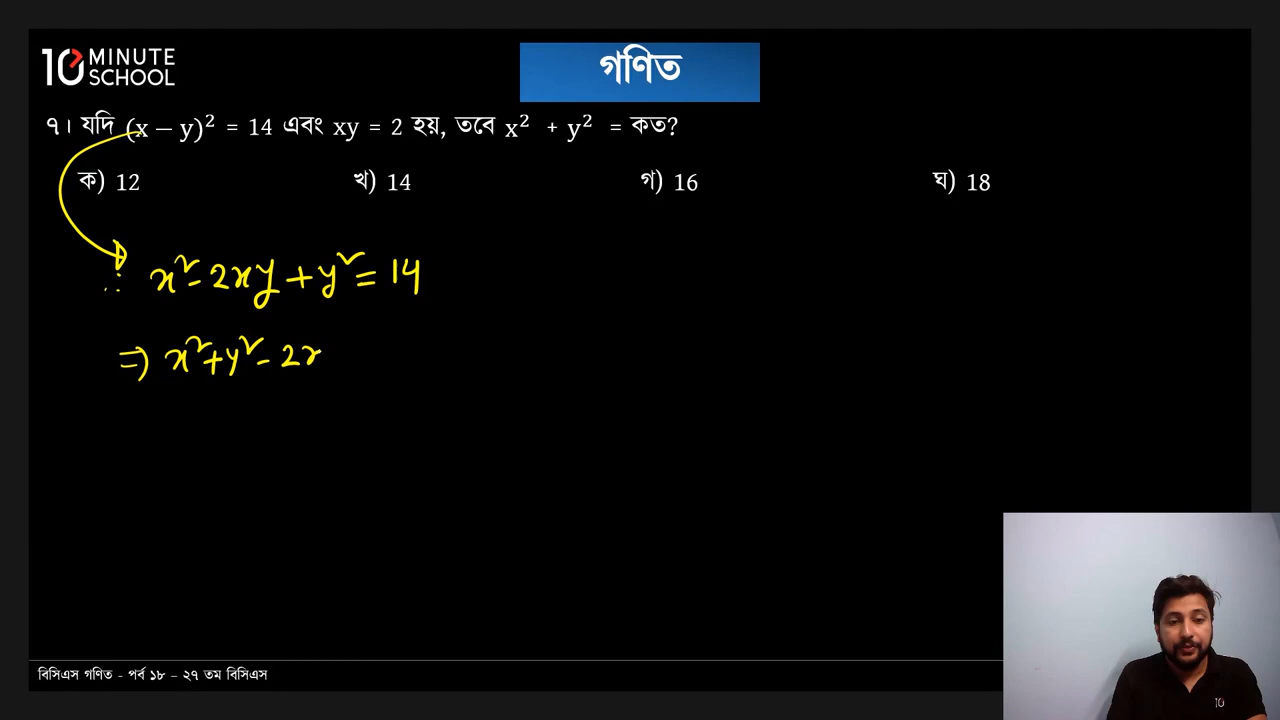 10 MINUTE SCHOOL
গণিত
৭। যদি (x – y)² = 14 এবং xy = 2 হয়, তবে x² + y² = কত?
ক) 12 খ) 14 গ) 16 ঘ) 18
∴ x² - 2xy + y² = 14
=) x² + y² - 2x
বিসিএস গণিত - পর্ব ১৮ – ২৭ তম বিসিএস
10